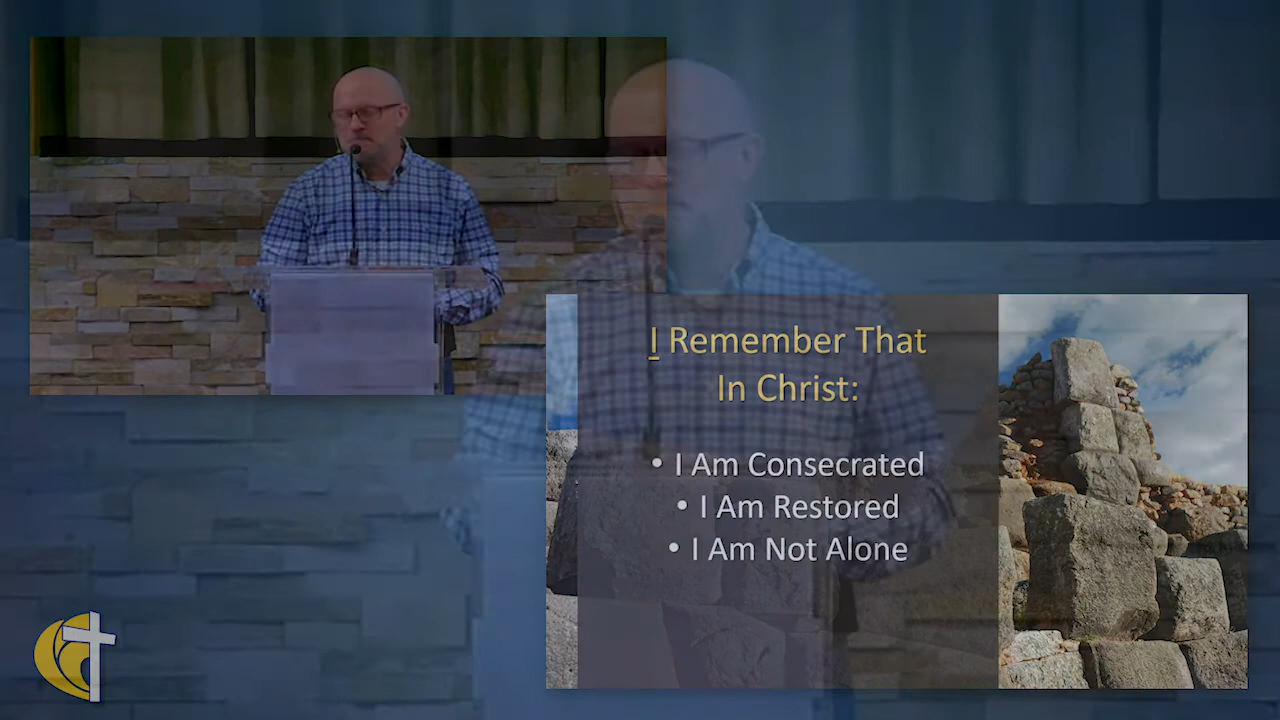 I Remember That
In Christ:
• I Am Consecrated
• I Am Restored
• I Am Not Alone